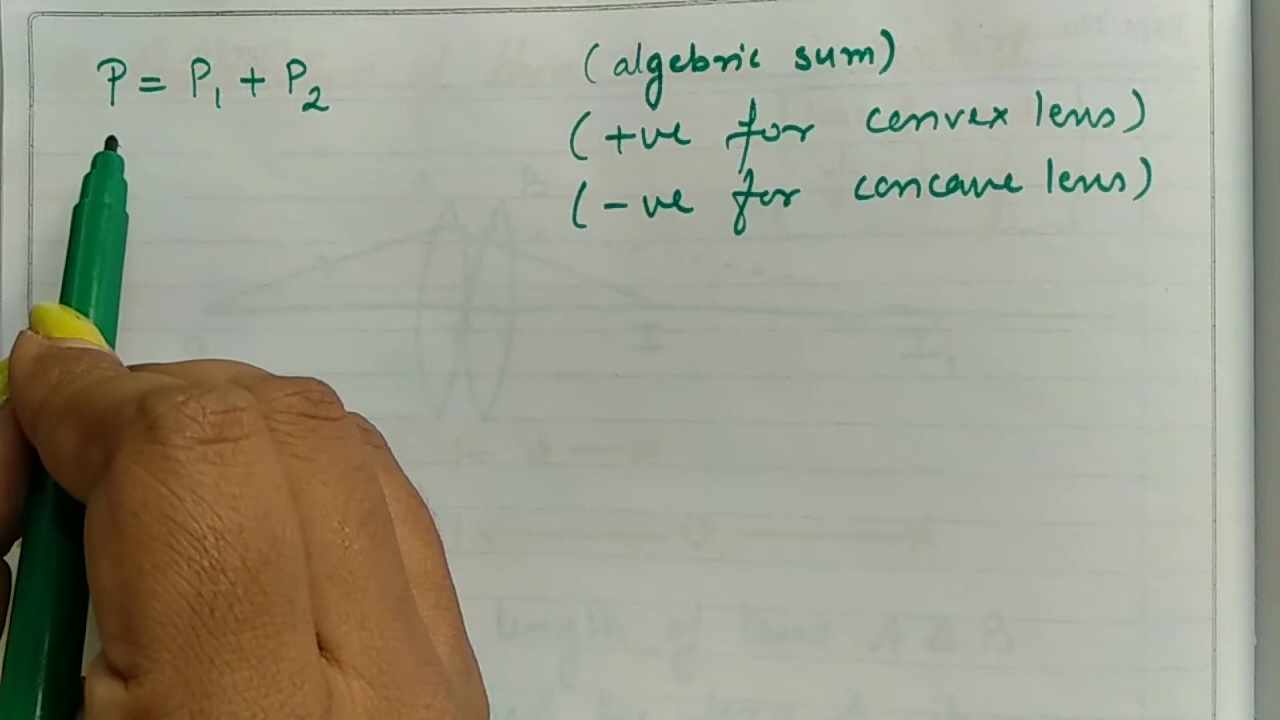 P = P₁ + P₂
(algebric sum)
(+ve for convex lens)
(-ve for concave lens)